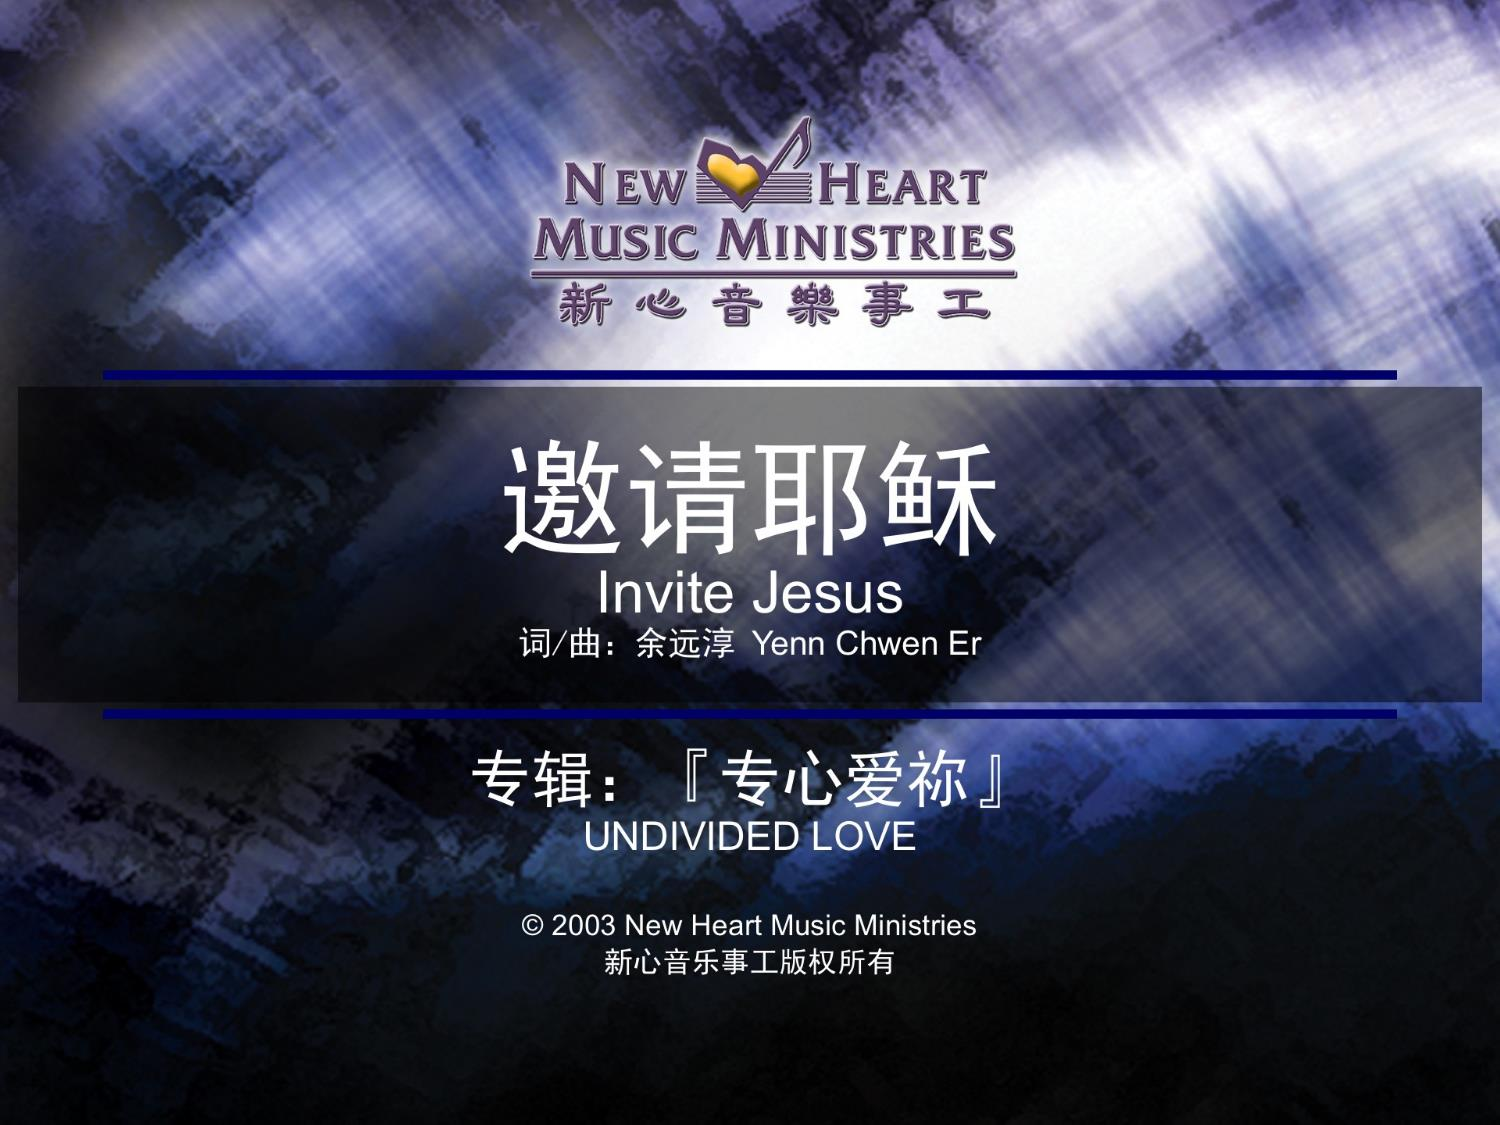 NEW HEART
MUSIC MINISTRIES
新心音樂事工
邀请耶稣
Invite Jesus
词/曲：余远淳 Yenn Chwen Er
专辑：『专心爱祢』
UNDIVIDED LOVE
© 2003 New Heart Music Ministries
新心音乐事工版权所有